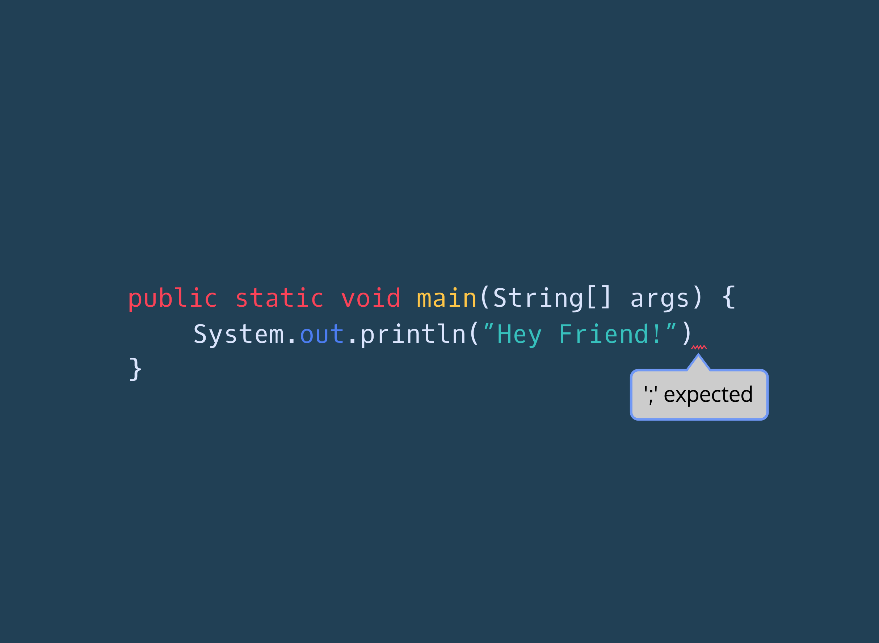 public static void main(String[] args) {
System.out.println(”Hey Friend!”)
}
';' expected